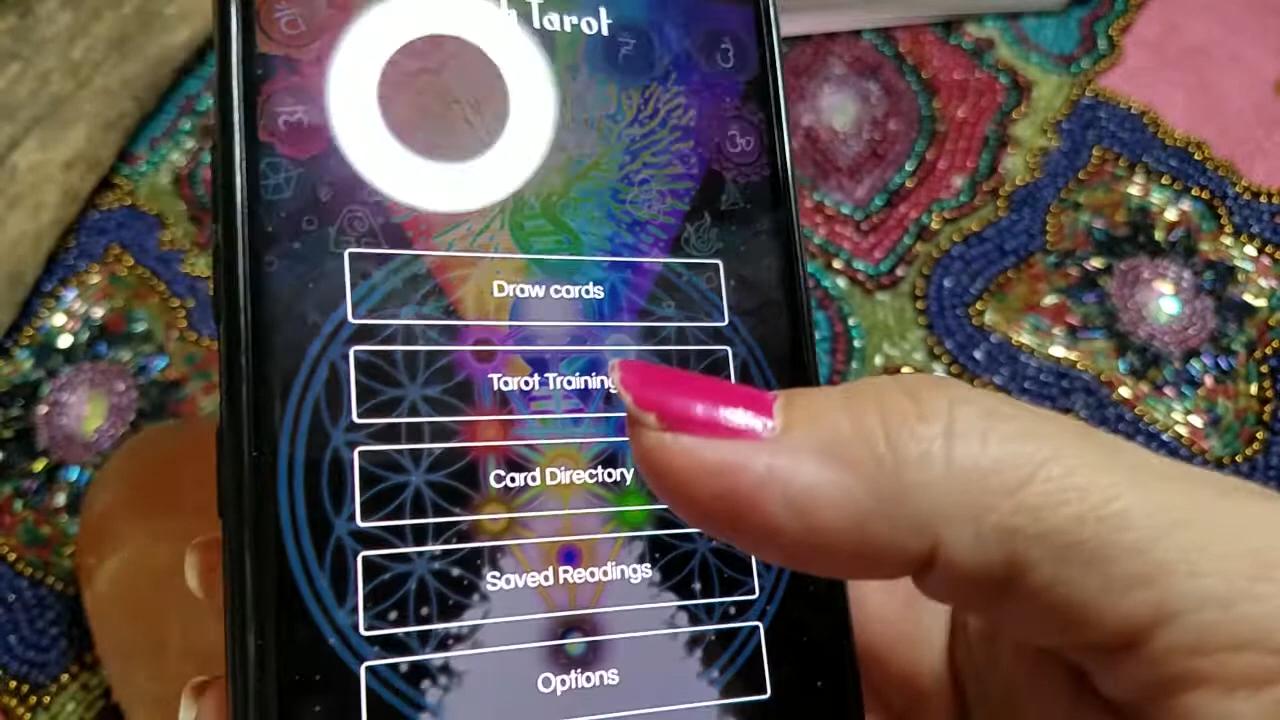 Tarot
Draw cards
Tarot Training
Card Directory
Saved Readings
Options